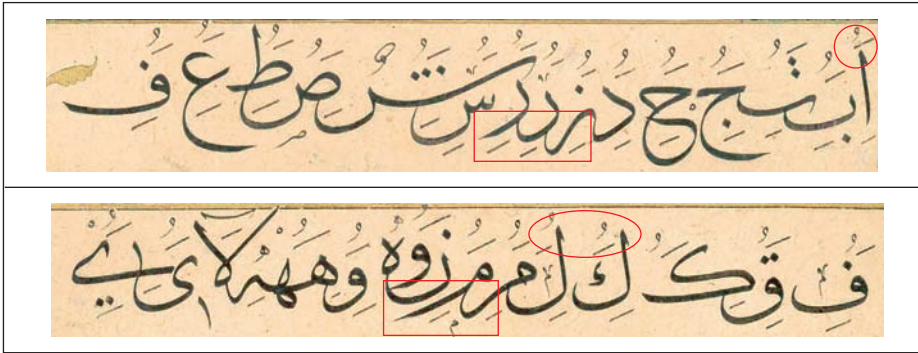 ا ب ث ج ح د ز ر ر س ش ص ط ع ف
ف ق ك ك ل م م ر ز و ه و ه ه لا ى ے